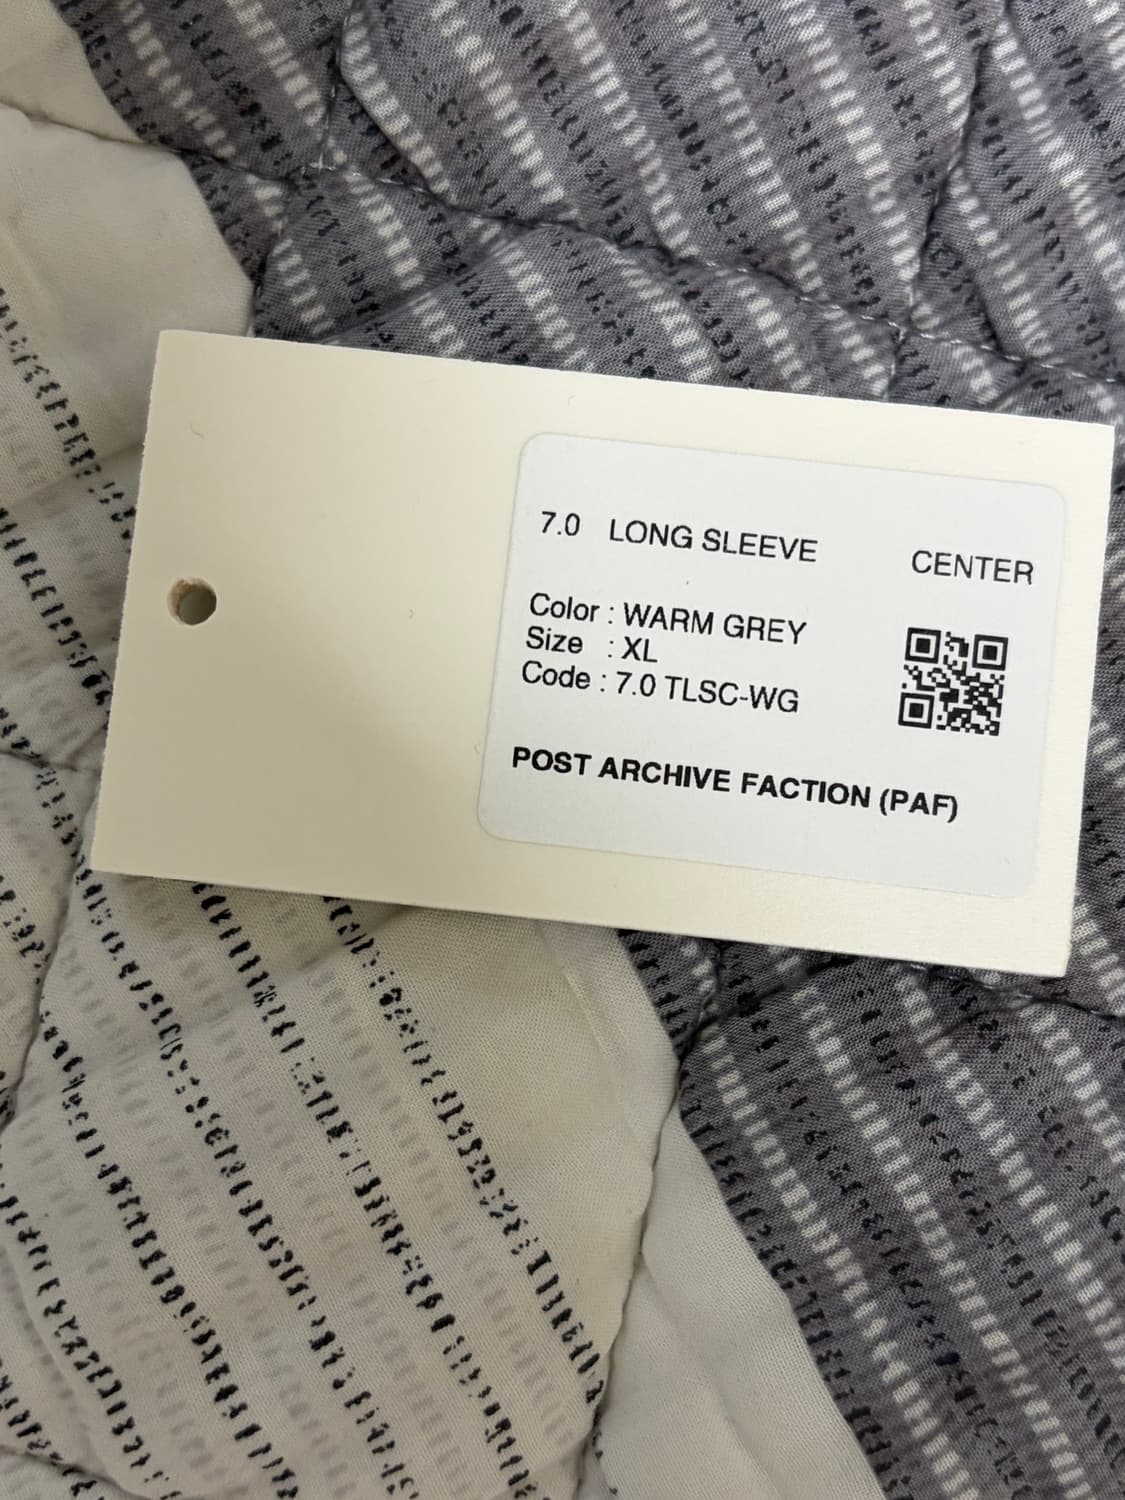 7.0 LONG SLEEVE CENTER
Color : WARM GREY
Size : XL
Code : 7.0 TLSC-WG
POST ARCHIVE FACTION (PAF)